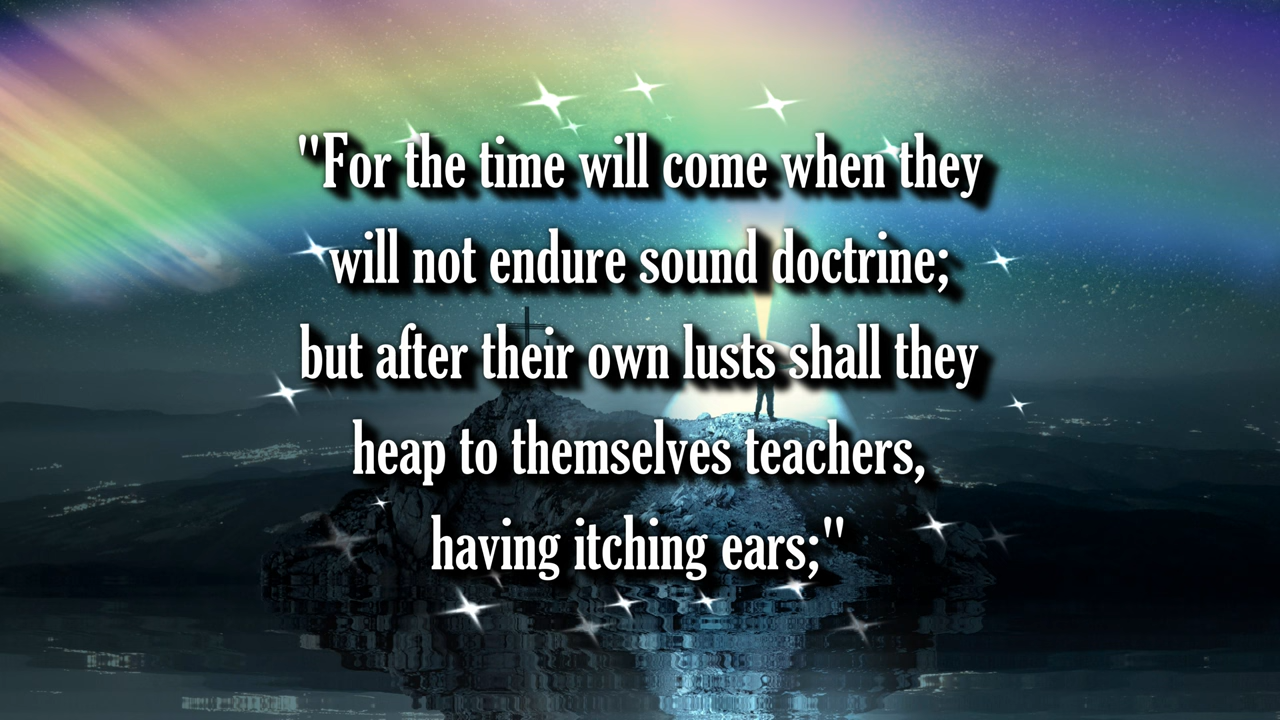 "For the time will come when they
will not endure sound doctrine;
but after their own lusts shall they
heap to themselves teachers,
having itching ears;"